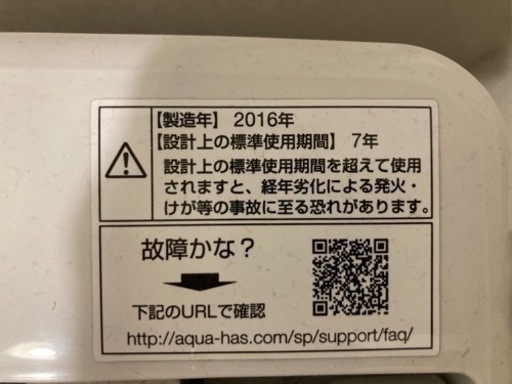 【製造年】 2016年
【設計上の標準使用期間】 7年
設計上の標準使用期間を超えて使用
されますと、経年劣化による発火・
けが等の事故に至る恐れがあります。
故障かな?
下記のURLで確認
http://aqua-has.com/sp/support/faq/